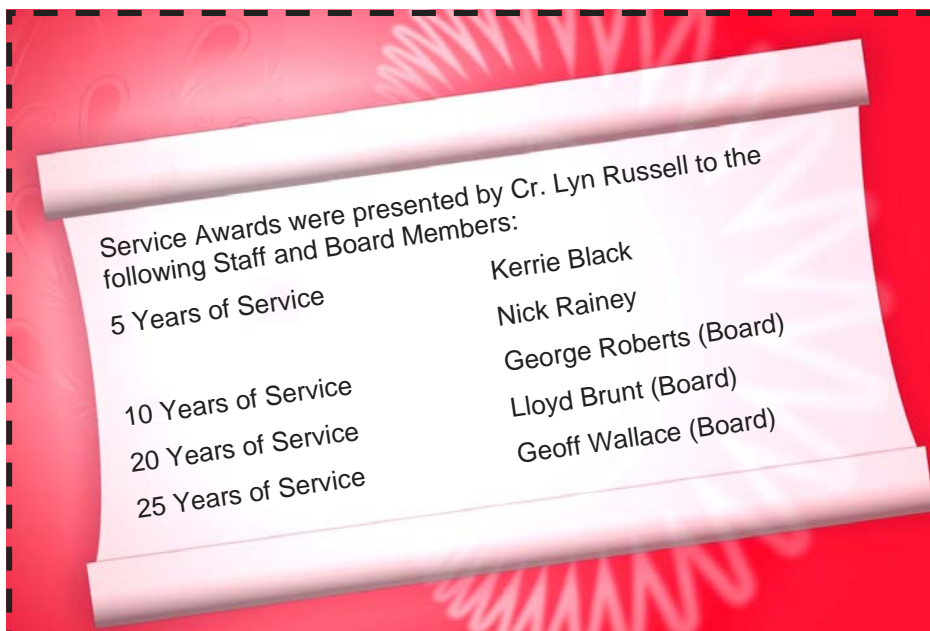 Service Awards were presented by Cr. Lyn Russell to the
following Staff and Board Members:
5 Years of Service Kerrie Black
Nick Rainey
10 Years of Service George Roberts (Board)
20 Years of Service Lloyd Brunt (Board)
25 Years of Service Geoff Wallace (Board)